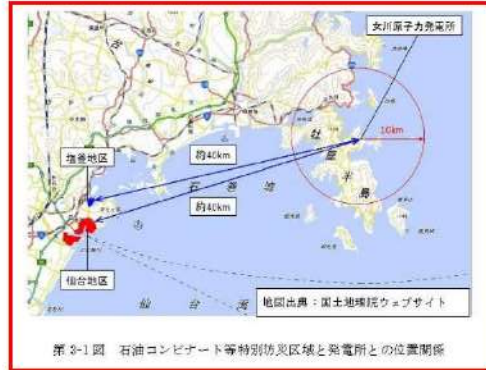 女川原子力発電所
塩釜地区
約40km
10km
牡鹿半島
石巻湾
約40km
仙台地区
仙台湾
地図出典：国土地理院ウェブサイト
第3-1図 石油コンビナート等特別防災区域と発電所との位置関係